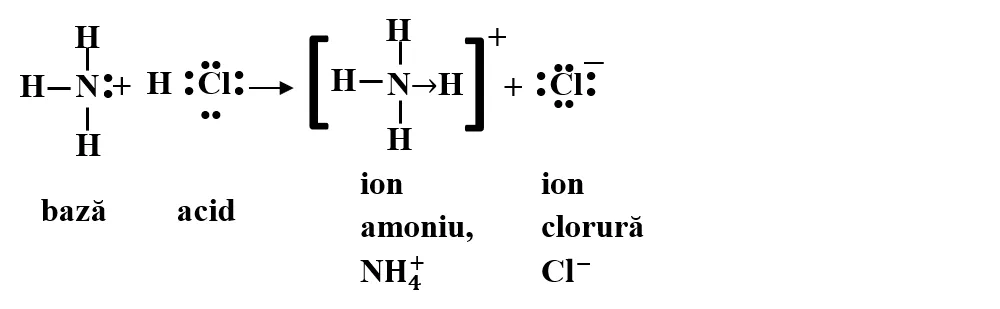 H H
H—N:+ H :Cl: → [H—N→H]⁺ + :Cl:⁻
H H
bază acid
ion ion
amoniu, clorură
NH₄⁺ Cl⁻